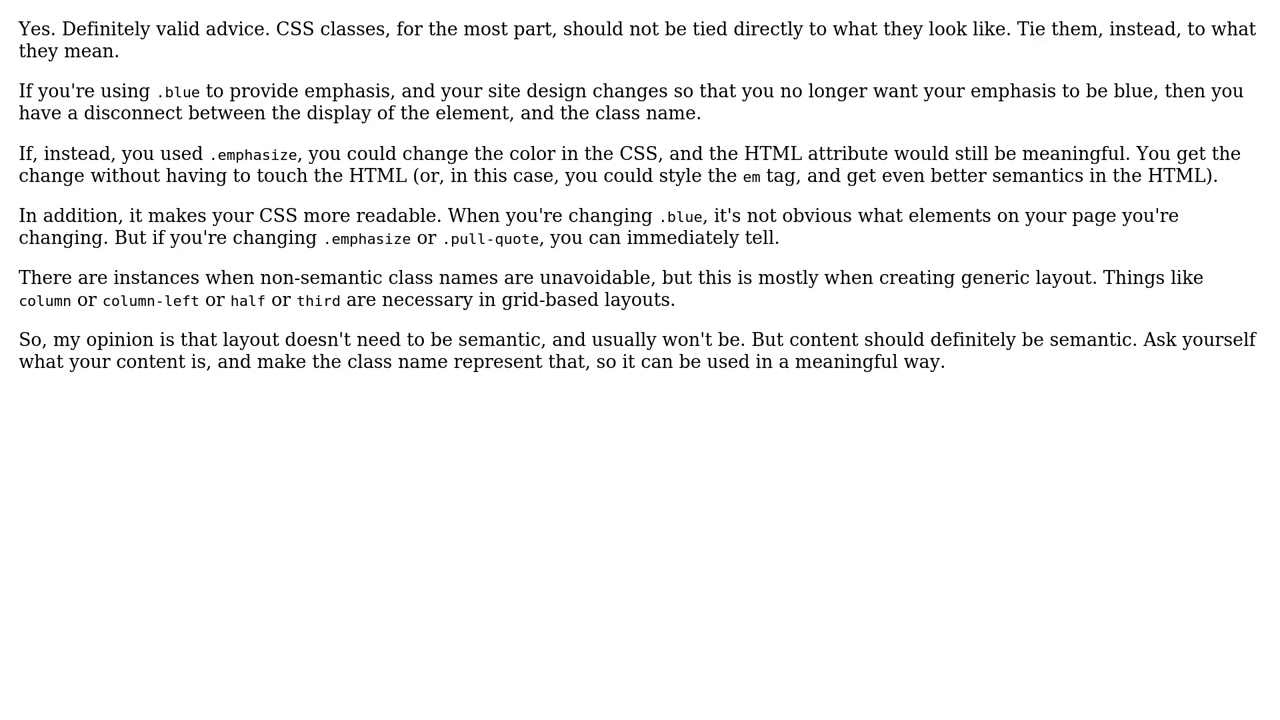 Yes. Definitely valid advice. CSS classes, for the most part, should not be tied directly to what they look like. Tie them, instead, to what
they mean.
If you're using .blue to provide emphasis, and your site design changes so that you no longer want your emphasis to be blue, then you
have a disconnect between the display of the element, and the class name.
If, instead, you used .emphasize, you could change the color in the CSS, and the HTML attribute would still be meaningful. You get the
change without having to touch the HTML (or, in this case, you could style the em tag, and get even better semantics in the HTML).
In addition, it makes your CSS more readable. When you're changing .blue, it's not obvious what elements on your page you're
changing. But if you're changing .emphasize or .pull-quote, you can immediately tell.
There are instances when non-semantic class names are unavoidable, but this is mostly when creating generic layout. Things like
column or column-left or half or third are necessary in grid-based layouts.
So, my opinion is that layout doesn't need to be semantic, and usually won't be. But content should definitely be semantic. Ask yourself
what your content is, and make the class name represent that, so it can be used in a meaningful way.